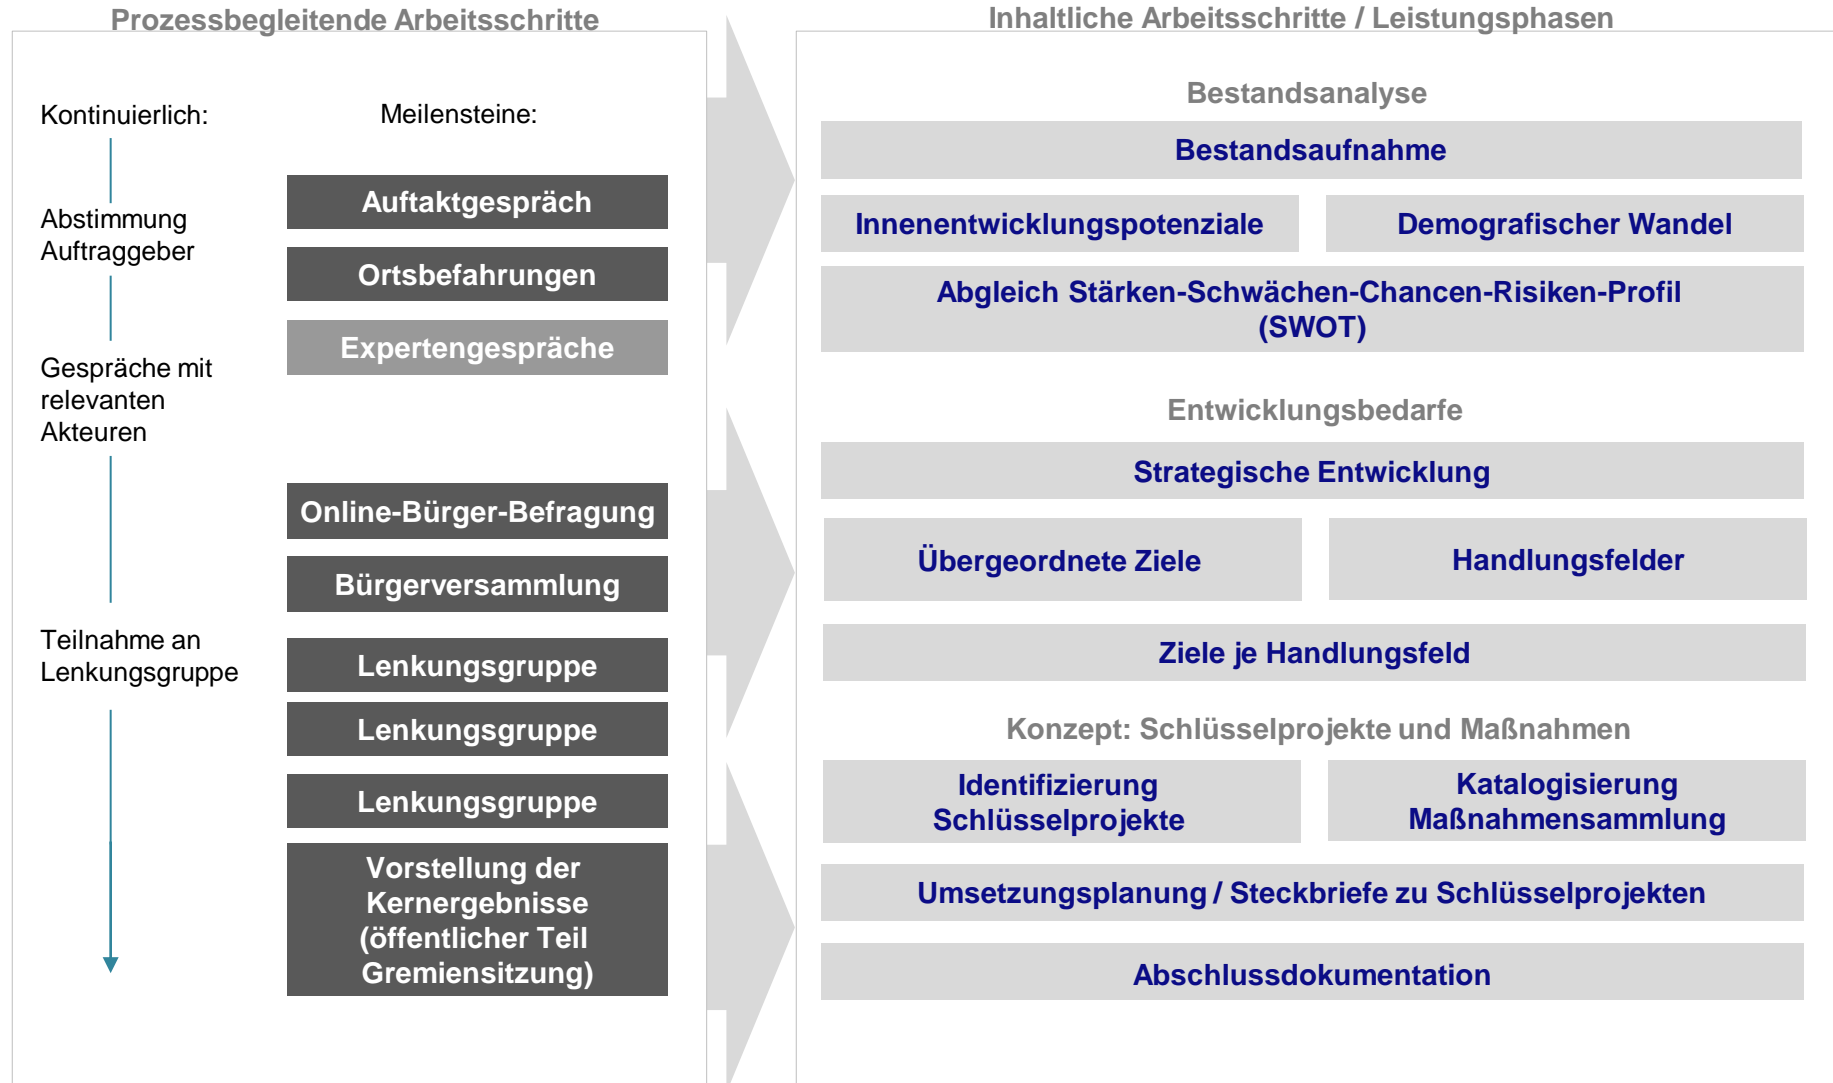 Prozessbegleitende Arbeitsschritte
Kontinuierlich:
Abstimmung
Auftraggeber
Gespräche mit
relevanten
Akteuren
Teilnahme an
Lenkungsgruppe
Meilensteine:
Auftaktgespräch
Ortsbefahrungen
Expertengespräche
Online-Bürger-Befragung
Bürgerversammlung
Lenkungsgruppe
Lenkungsgruppe
Lenkungsgruppe
Vorstellung der
Kernergebnisse
(öffentlicher Teil
Gremiensitzung)
Inhaltliche Arbeitsschritte / Leistungsphasen
Bestandsanalyse
Bestandsaufnahme
Innenentwicklungspotenziale
Demografischer Wandel
Abgleich Stärken-Schwächen-Chancen-Risiken-Profil
(SWOT)
Entwicklungsbedarfe
Strategische Entwicklung
Übergeordnete Ziele
Handlungsfelder
Ziele je Handlungsfeld
Konzept: Schlüsselprojekte und Maßnahmen
Identifizierung
Schlüsselprojekte
Katalogisierung
Maßnahmensammlung
Umsetzungsplanung / Steckbriefe zu Schlüsselprojekten
Abschlussdokumentation